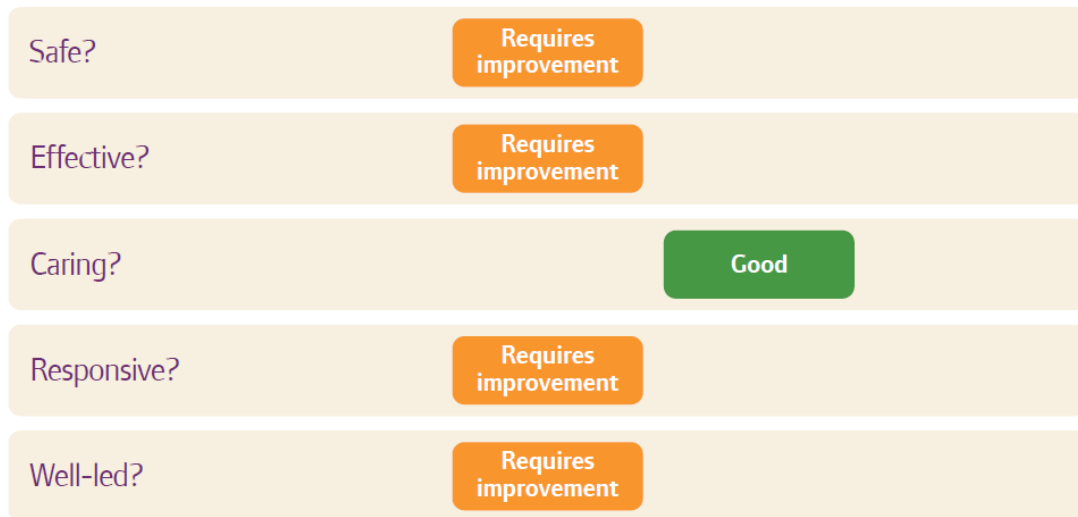 Safe?
Requires
improvement
Effective?
Requires
improvement
Caring?
Good
Responsive?
Requires
improvement
Well-led?
Requires
improvement